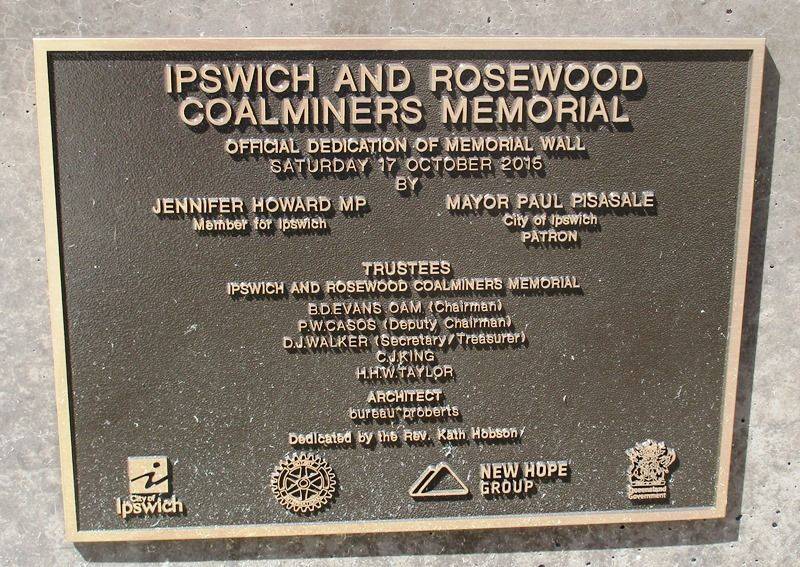 IPSWICH AND ROSEWOOD
COALMINERS MEMORIAL
OFFICIAL DEDICATION OF MEMORIAL WALL
SATURDAY 17 OCTOBER 2015
BY
JENNIFER HOWARD MP
Member for Ipswich
MAYOR PAUL PISASALE
City of Ipswich
PATRON
TRUSTEES
IPSWICH AND ROSEWOOD COALMINERS MEMORIAL
B.D.EVANS OAM (Chairman)
P.W.CASOS (Deputy Chairman)
D.J.WALKER (Secretary/Treasurer)
C.J.KING
H.H.W.TAYLOR
ARCHITECT
bureau^proberts
Dedicated by the Rev. Kath Hobson
City of
Ipswich
NEW HOPE
GROUP
Queensland
Government